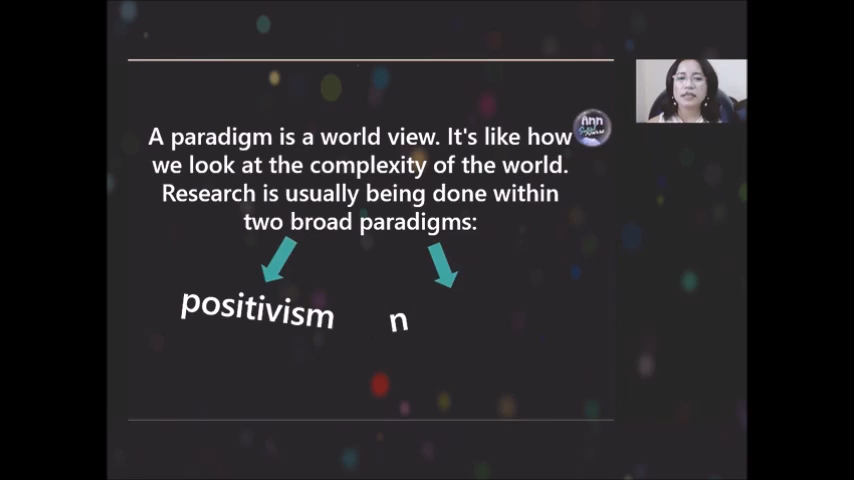 A paradigm is a world view. It's like how
we look at the complexity of the world.
Research is usually being done within
two broad paradigms:
positivism n